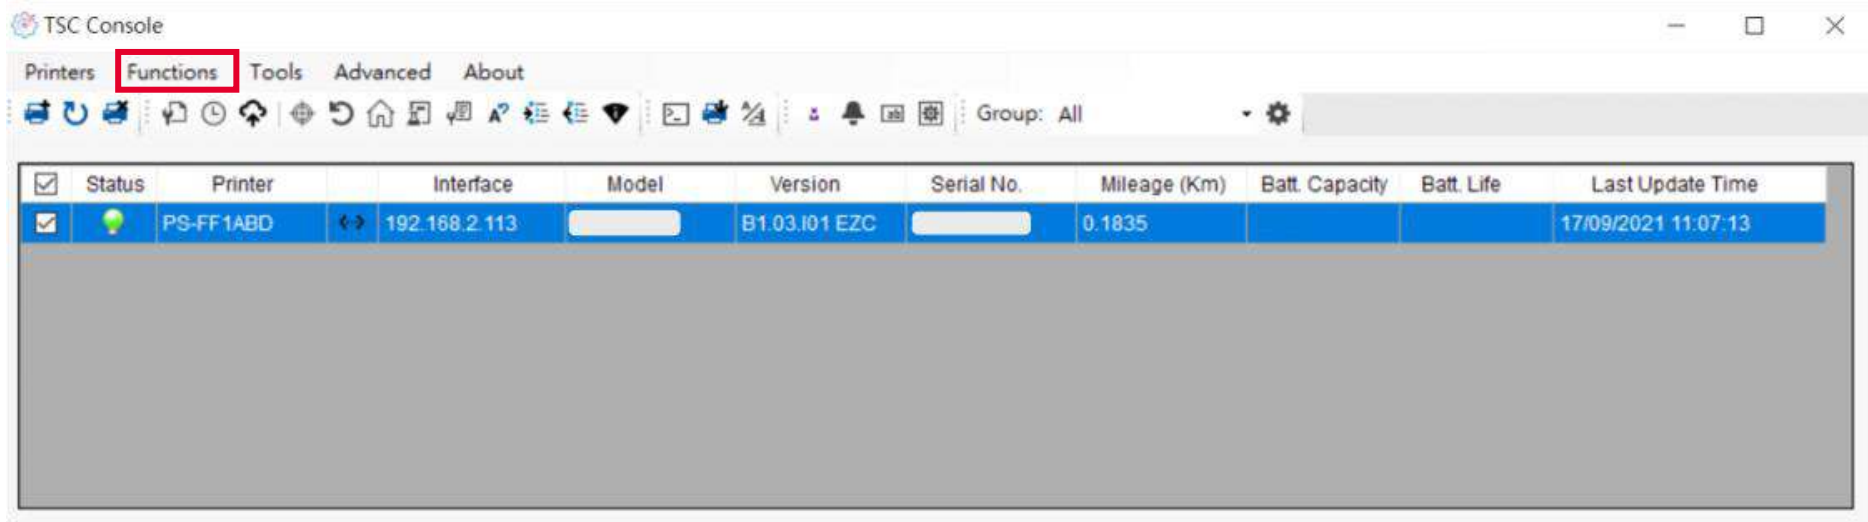 TSC Console
Printers Functions Tools Advanced About
Group: All
Status Printer Interface Model Version Serial No. Mileage (Km) Batt. Capacity Batt. Life Last Update Time
PS-FF1ABD 192.168.2.113 B1.03.I01 EZC 0.1835 17/09/2021 11:07:13